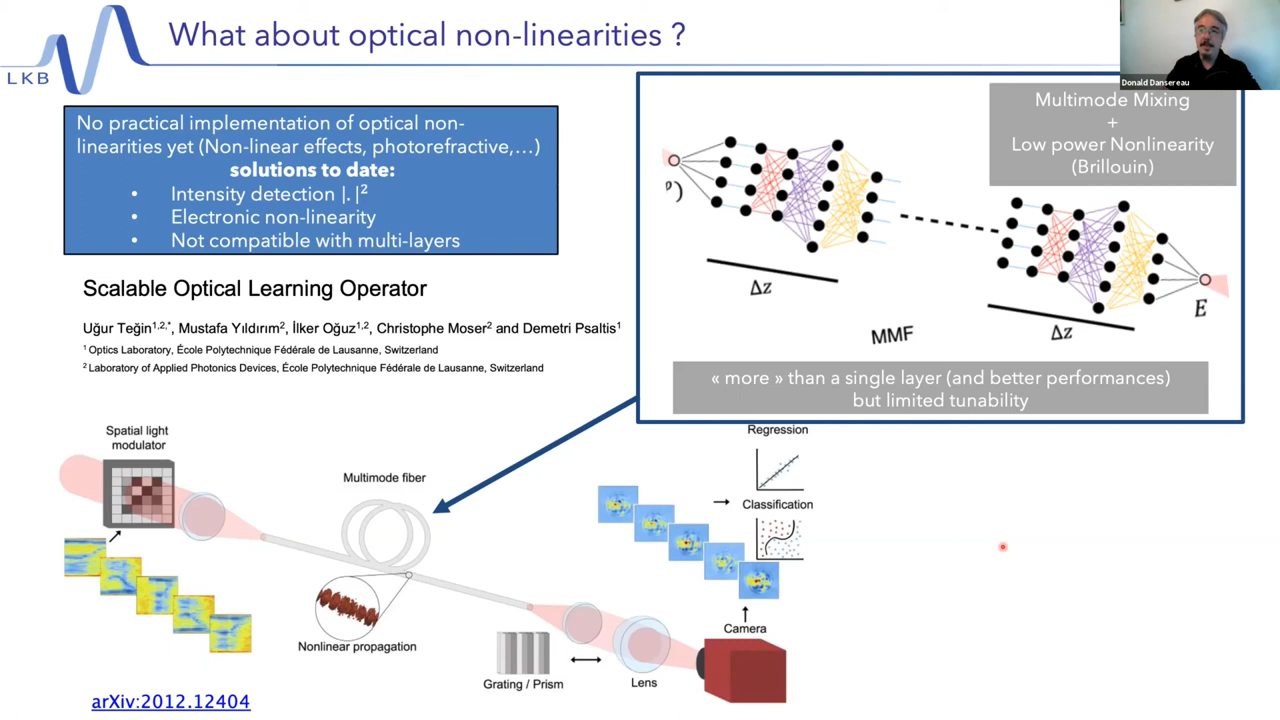 What about optical non-linearities ?
LKB
Donald Dansereau
No practical implementation of optical non-
linearities yet (Non-linear effects, photorefractive,...)
solutions to date:
• Intensity detection |.|²
• Electronic non-linearity
• Not compatible with multi-layers
Multimode Mixing
+
Low power Nonlinearity
(Brillouin)
Δz
MMF
Δz
E
« more » than a single layer (and better performances)
but limited tunability
Scalable Optical Learning Operator
Uğur Teğin1,2,*, Mustafa Yıldırım2, İlker Oğuz1,2, Christophe Moser2 and Demetri Psaltis1
1 Optics Laboratory, École Polytechnique Fédérale de Lausanne, Switzerland
2 Laboratory of Applied Photonics Devices, École Polytechnique Fédérale de Lausanne, Switzerland
Spatial light
modulator
Multimode fiber
Nonlinear propagation
Grating / Prism
Lens
Camera
Regression
Classification
arXiv:2012.12404